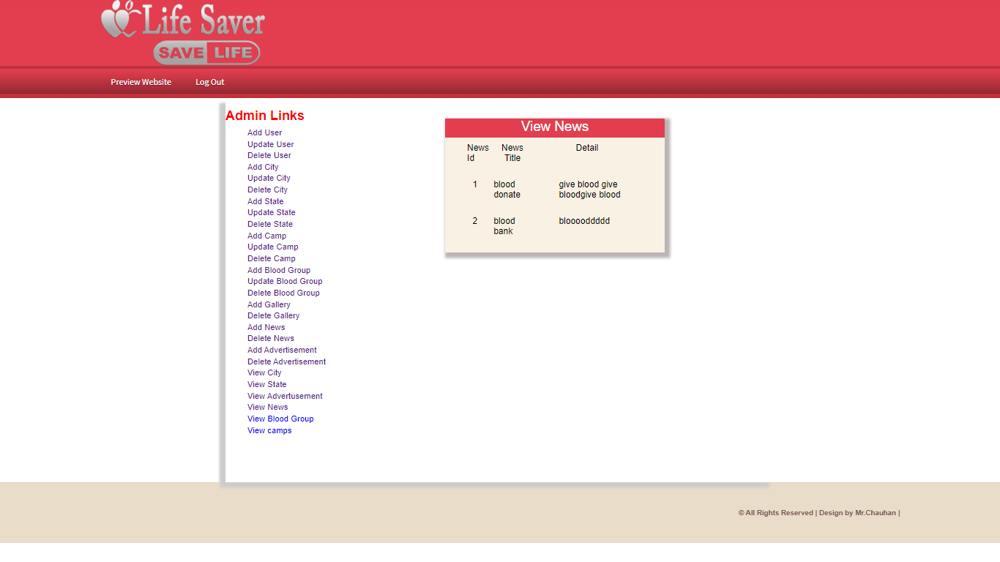 Life Saver
SAVE LIFE
Preview Website Log Out
Admin Links
Add User
Update User
Delete User
Add City
Update City
Delete City
Add State
Update State
Delete State
Add Camp
Update Camp
Delete Camp
Add Blood Group
Update Blood Group
Delete Blood Group
Add Gallery
Delete Gallery
Add News
Delete News
Add Advertisement
Delete Advertisement
View City
View State
View Advertusement
View News
View Blood Group
View camps
View News
News News Detail
Id Title
1 blood give blood give
donate bloodgive blood
2 blood blooooddddd
bank
© All Rights Reserved | Design by Mr.Chauhan |